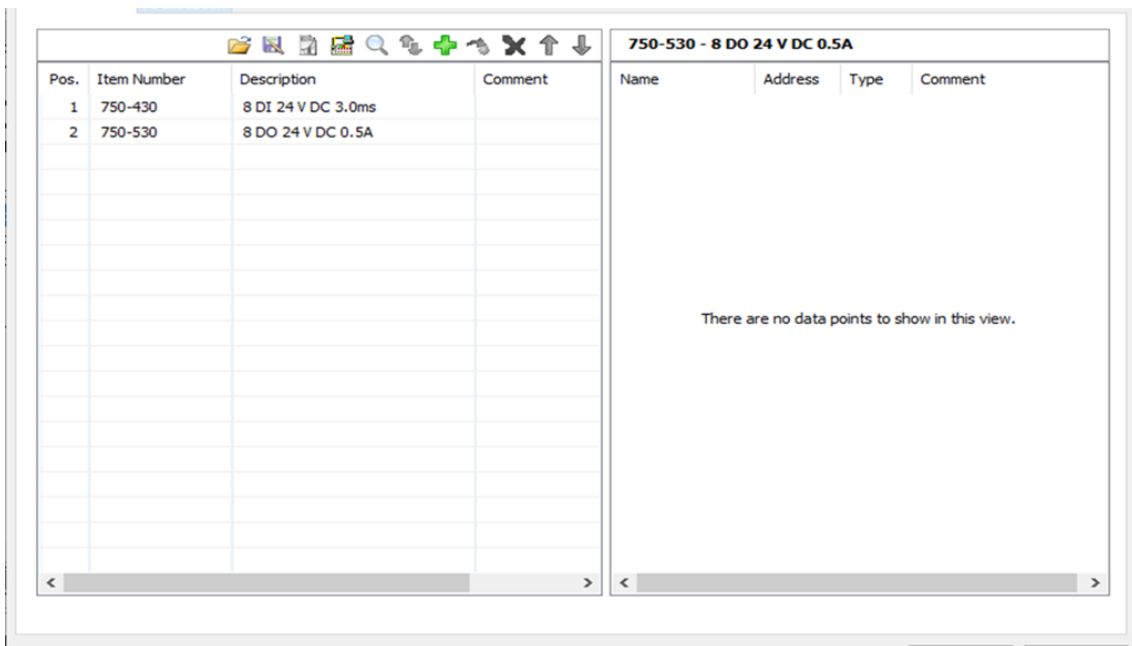 750-530 - 8 DO 24 V DC 0.5A
Pos. Item Number Description Comment
1 750-430 8 DI 24 V DC 3.0ms
2 750-530 8 DO 24 V DC 0.5A
Name Address Type Comment
There are no data points to show in this view.